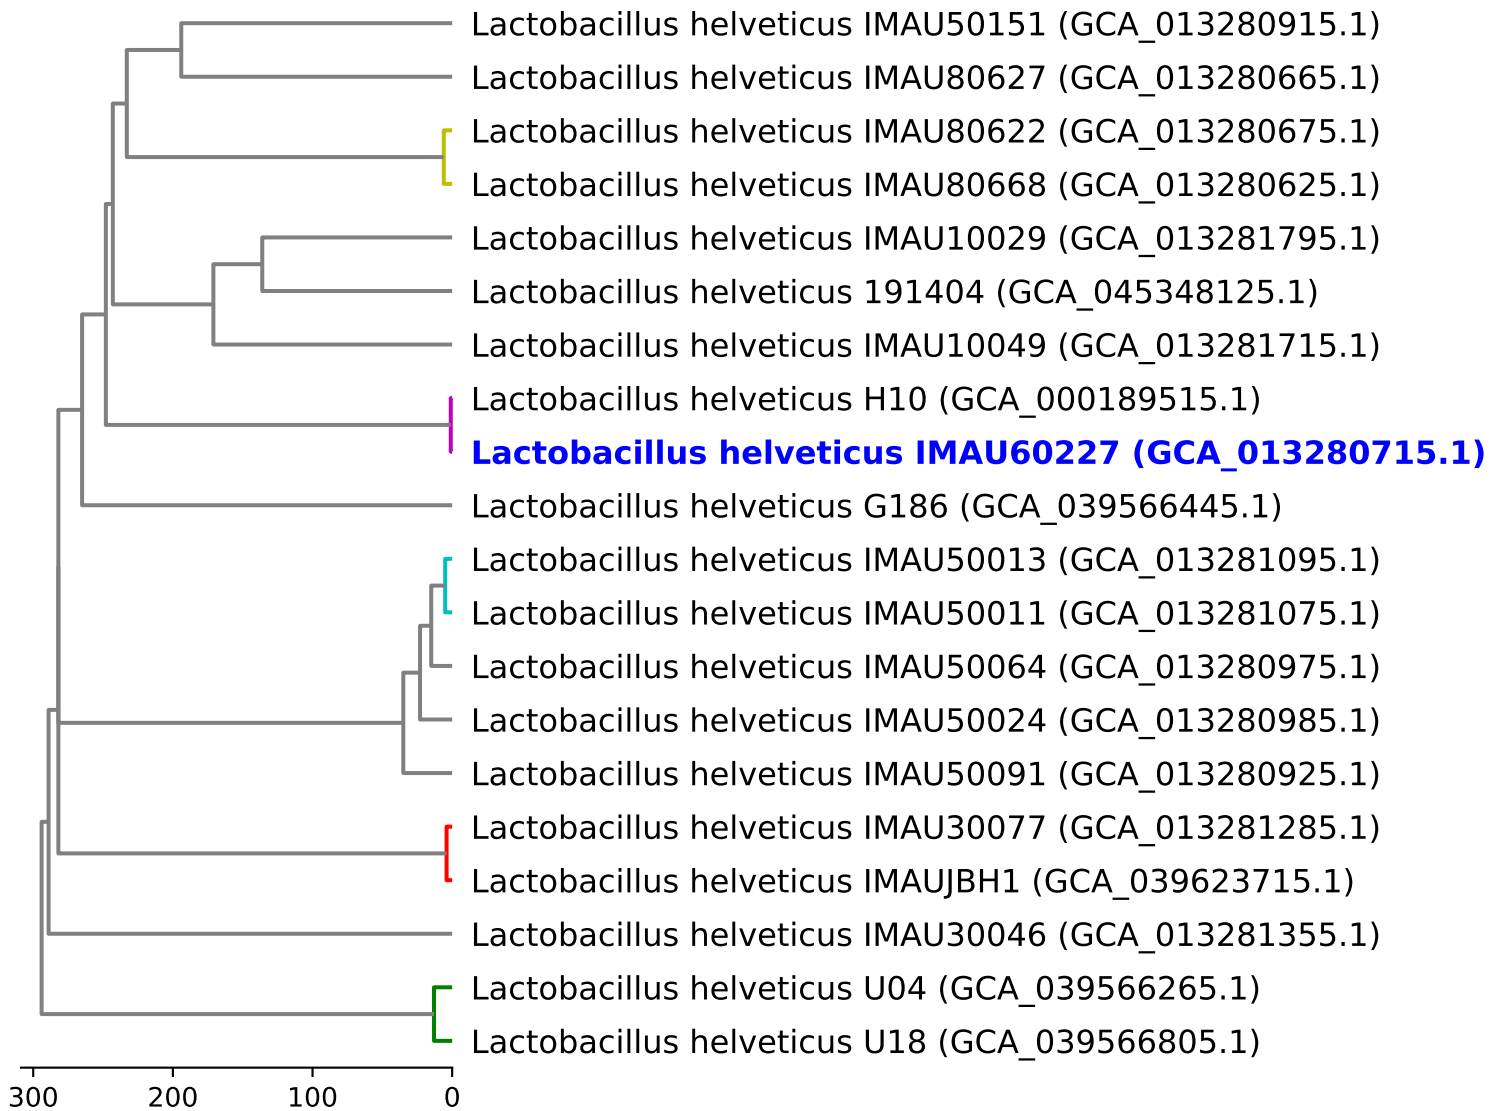 Lactobacillus helveticus IMAU50151 (GCA_013280915.1)
Lactobacillus helveticus IMAU80627 (GCA_013280665.1)
Lactobacillus helveticus IMAU80622 (GCA_013280675.1)
Lactobacillus helveticus IMAU80668 (GCA_013280625.1)
Lactobacillus helveticus IMAU10029 (GCA_013281795.1)
Lactobacillus helveticus 191404 (GCA_045348125.1)
Lactobacillus helveticus IMAU10049 (GCA_013281715.1)
Lactobacillus helveticus H10 (GCA_000189515.1)
Lactobacillus helveticus IMAU60227 (GCA_013280715.1)
Lactobacillus helveticus G186 (GCA_039566445.1)
Lactobacillus helveticus IMAU50013 (GCA_013281095.1)
Lactobacillus helveticus IMAU50011 (GCA_013281075.1)
Lactobacillus helveticus IMAU50064 (GCA_013280975.1)
Lactobacillus helveticus IMAU50024 (GCA_013280985.1)
Lactobacillus helveticus IMAU50091 (GCA_013280925.1)
Lactobacillus helveticus IMAU30077 (GCA_013281285.1)
Lactobacillus helveticus IMAUJBH1 (GCA_039623715.1)
Lactobacillus helveticus IMAU30046 (GCA_013281355.1)
Lactobacillus helveticus U04 (GCA_039566265.1)
Lactobacillus helveticus U18 (GCA_039566805.1)
300 200 100 0